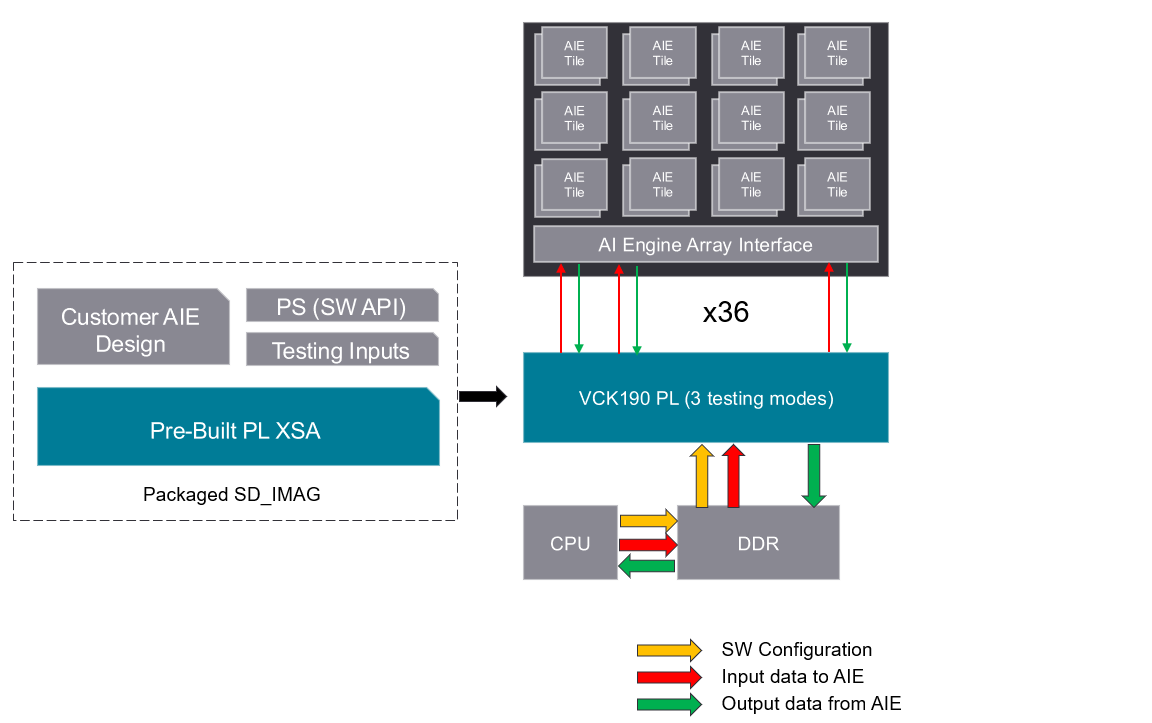 AIE AIE AIE AIE
Tile Tile Tile Tile
AIE AIE AIE AIE
Tile Tile Tile Tile
AIE AIE AIE AIE
Tile Tile Tile Tile
AI Engine Array Interface
x36
Customer AIE
Design
PS (SW API)
Testing Inputs
Pre-Built PL XSA
Packaged SD_IMAG
VCK190 PL (3 testing modes)
CPU
DDR
SW Configuration
Input data to AIE
Output data from AIE